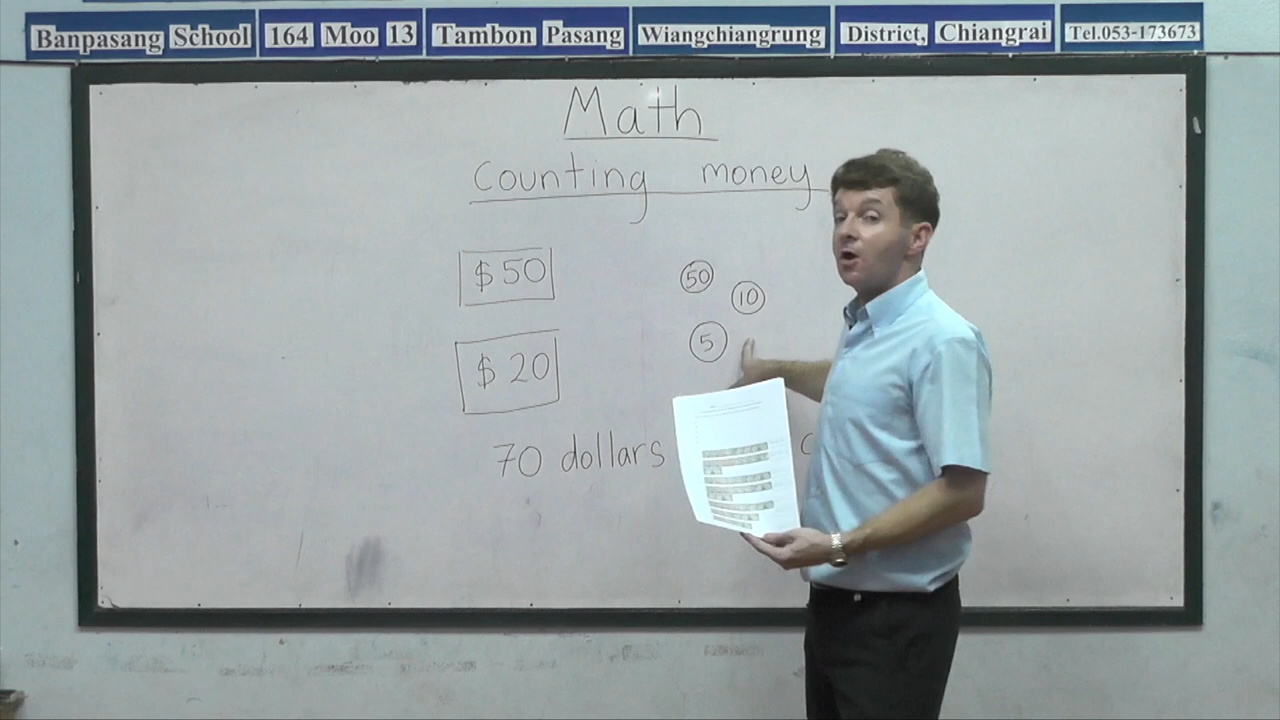 Banpasang School 164 Moo 13 Tambon Pasang Wiangchiangrung District, Chiangrai Tel.053-173673
Math
Counting money
$50
50
10
5
$20
70 dollars